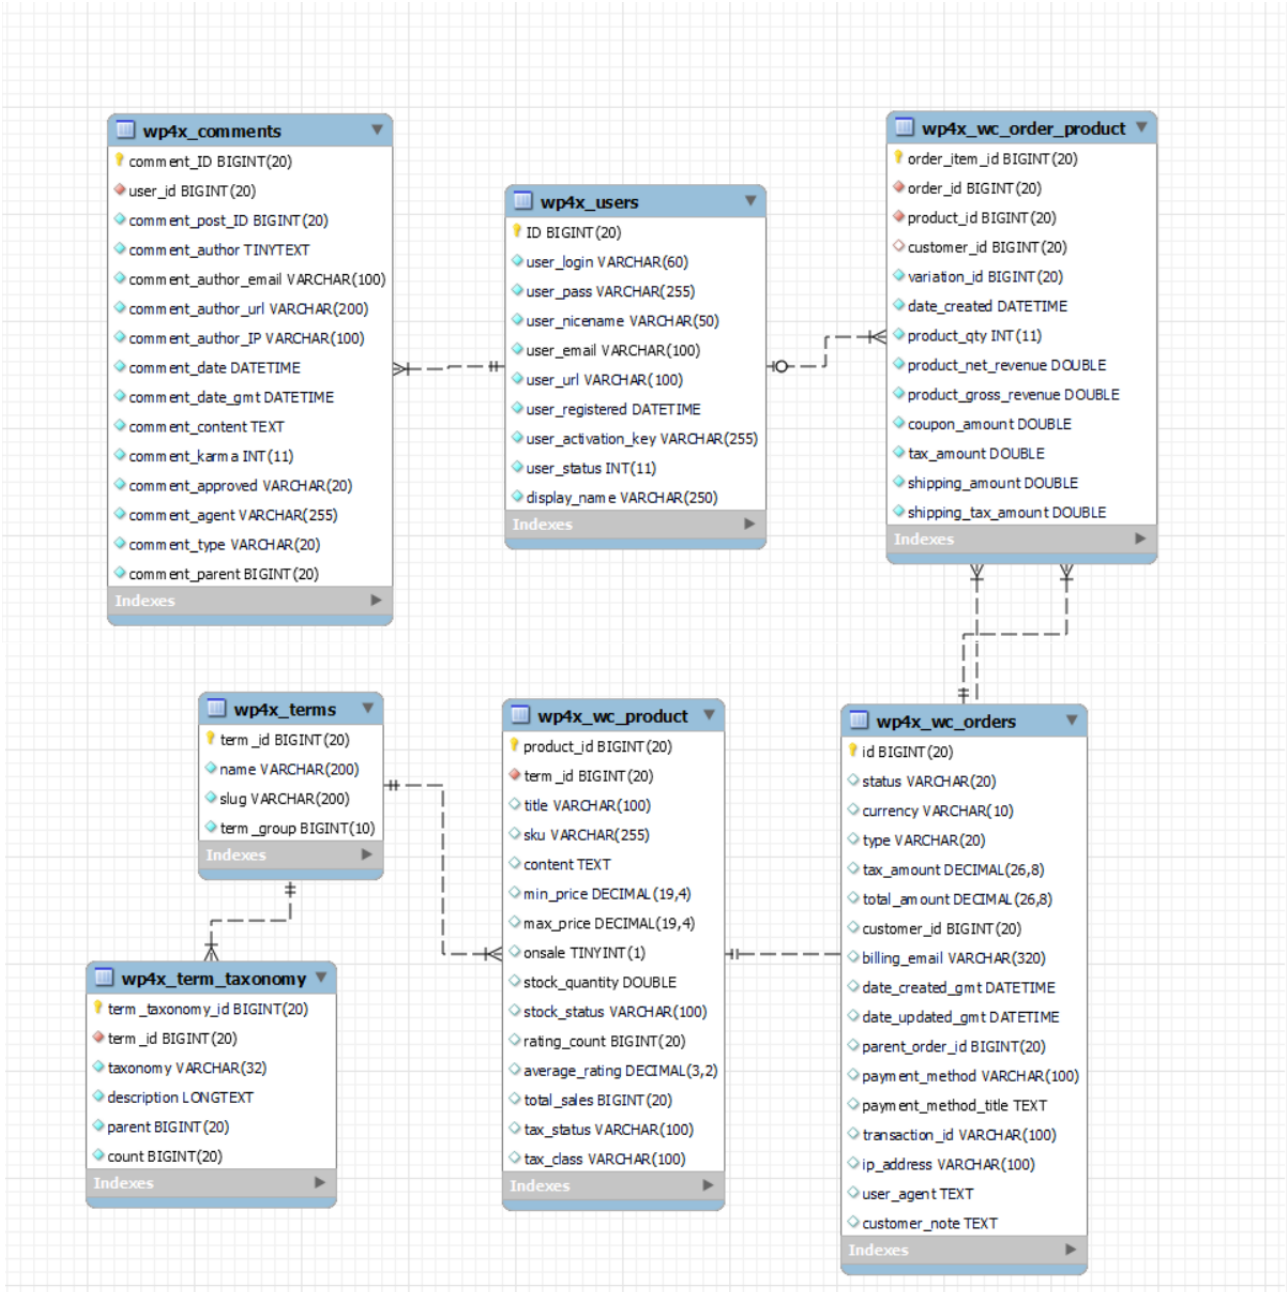 wp4x_comments
comment_ID BIGINT(20)
user_id BIGINT(20)
comment_post_ID BIGINT(20)
comment_author TINYTEXT
comment_author_email VARCHAR(100)
comment_author_url VARCHAR(200)
comment_author_IP VARCHAR(100)
comment_date DATETIME
comment_date_gmt DATETIME
comment_content TEXT
comment_karma INT(11)
comment_approved VARCHAR(20)
comment_agent VARCHAR(255)
comment_type VARCHAR(20)
comment_parent BIGINT(20)
Indexes
wp4x_users
ID BIGINT(20)
user_login VARCHAR(60)
user_pass VARCHAR(255)
user_nicename VARCHAR(50)
user_email VARCHAR(100)
user_url VARCHAR(100)
user_registered DATETIME
user_activation_key VARCHAR(255)
user_status INT(11)
display_name VARCHAR(250)
Indexes
wp4x_wc_order_product
order_item_id BIGINT(20)
order_id BIGINT(20)
product_id BIGINT(20)
customer_id BIGINT(20)
variation_id BIGINT(20)
date_created DATETIME
product_qty INT(11)
product_net_revenue DOUBLE
product_gross_revenue DOUBLE
coupon_amount DOUBLE
tax_amount DOUBLE
shipping_amount DOUBLE
shipping_tax_amount DOUBLE
Indexes
wp4x_terms
term_id BIGINT(20)
name VARCHAR(200)
slug VARCHAR(200)
term_group BIGINT(10)
Indexes
wp4x_term_taxonomy
term_taxonomy_id BIGINT(20)
term_id BIGINT(20)
taxonomy VARCHAR(32)
description LONGTEXT
parent BIGINT(20)
count BIGINT(20)
Indexes
wp4x_wc_product
product_id BIGINT(20)
term_id BIGINT(20)
title VARCHAR(100)
sku VARCHAR(255)
content TEXT
min_price DECIMAL(19,4)
max_price DECIMAL(19,4)
onsale TINYINT(1)
stock_quantity DOUBLE
stock_status VARCHAR(100)
rating_count BIGINT(20)
average_rating DECIMAL(3,2)
total_sales BIGINT(20)
tax_status VARCHAR(100)
tax_class VARCHAR(100)
Indexes
wp4x_wc_orders
id BIGINT(20)
status VARCHAR(20)
currency VARCHAR(10)
type VARCHAR(20)
tax_amount DECIMAL(26,8)
total_amount DECIMAL(26,8)
customer_id BIGINT(20)
billing_email VARCHAR(320)
date_created_gmt DATETIME
date_updated_gmt DATETIME
parent_order_id BIGINT(20)
payment_method VARCHAR(100)
payment_method_title TEXT
transaction_id VARCHAR(100)
ip_address VARCHAR(100)
user_agent TEXT
customer_note TEXT
Indexes